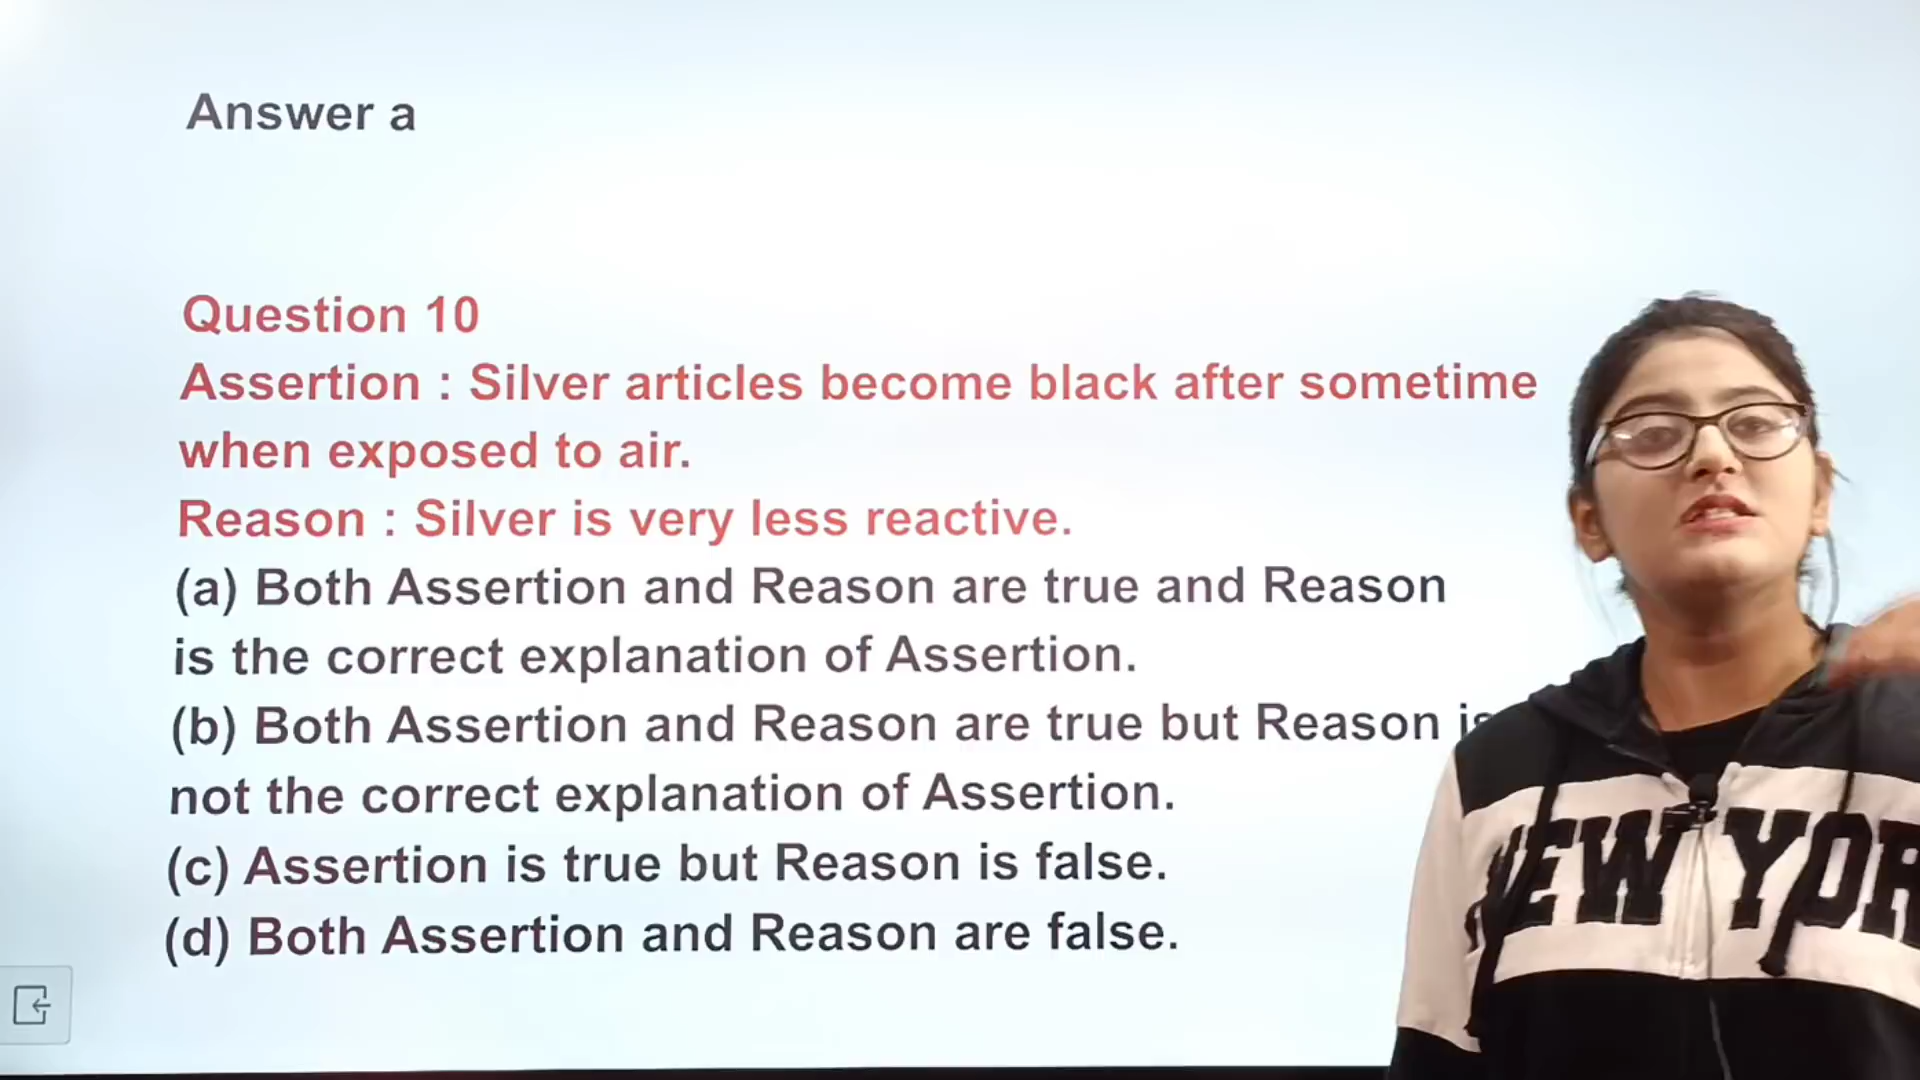 Answer a
Question 10
Assertion : Silver articles become black after sometime
when exposed to air.
Reason : Silver is very less reactive.
(a) Both Assertion and Reason are true and Reason
is the correct explanation of Assertion.
(b) Both Assertion and Reason are true but Reason is
not the correct explanation of Assertion.
(c) Assertion is true but Reason is false.
(d) Both Assertion and Reason are false.
NEW YOR